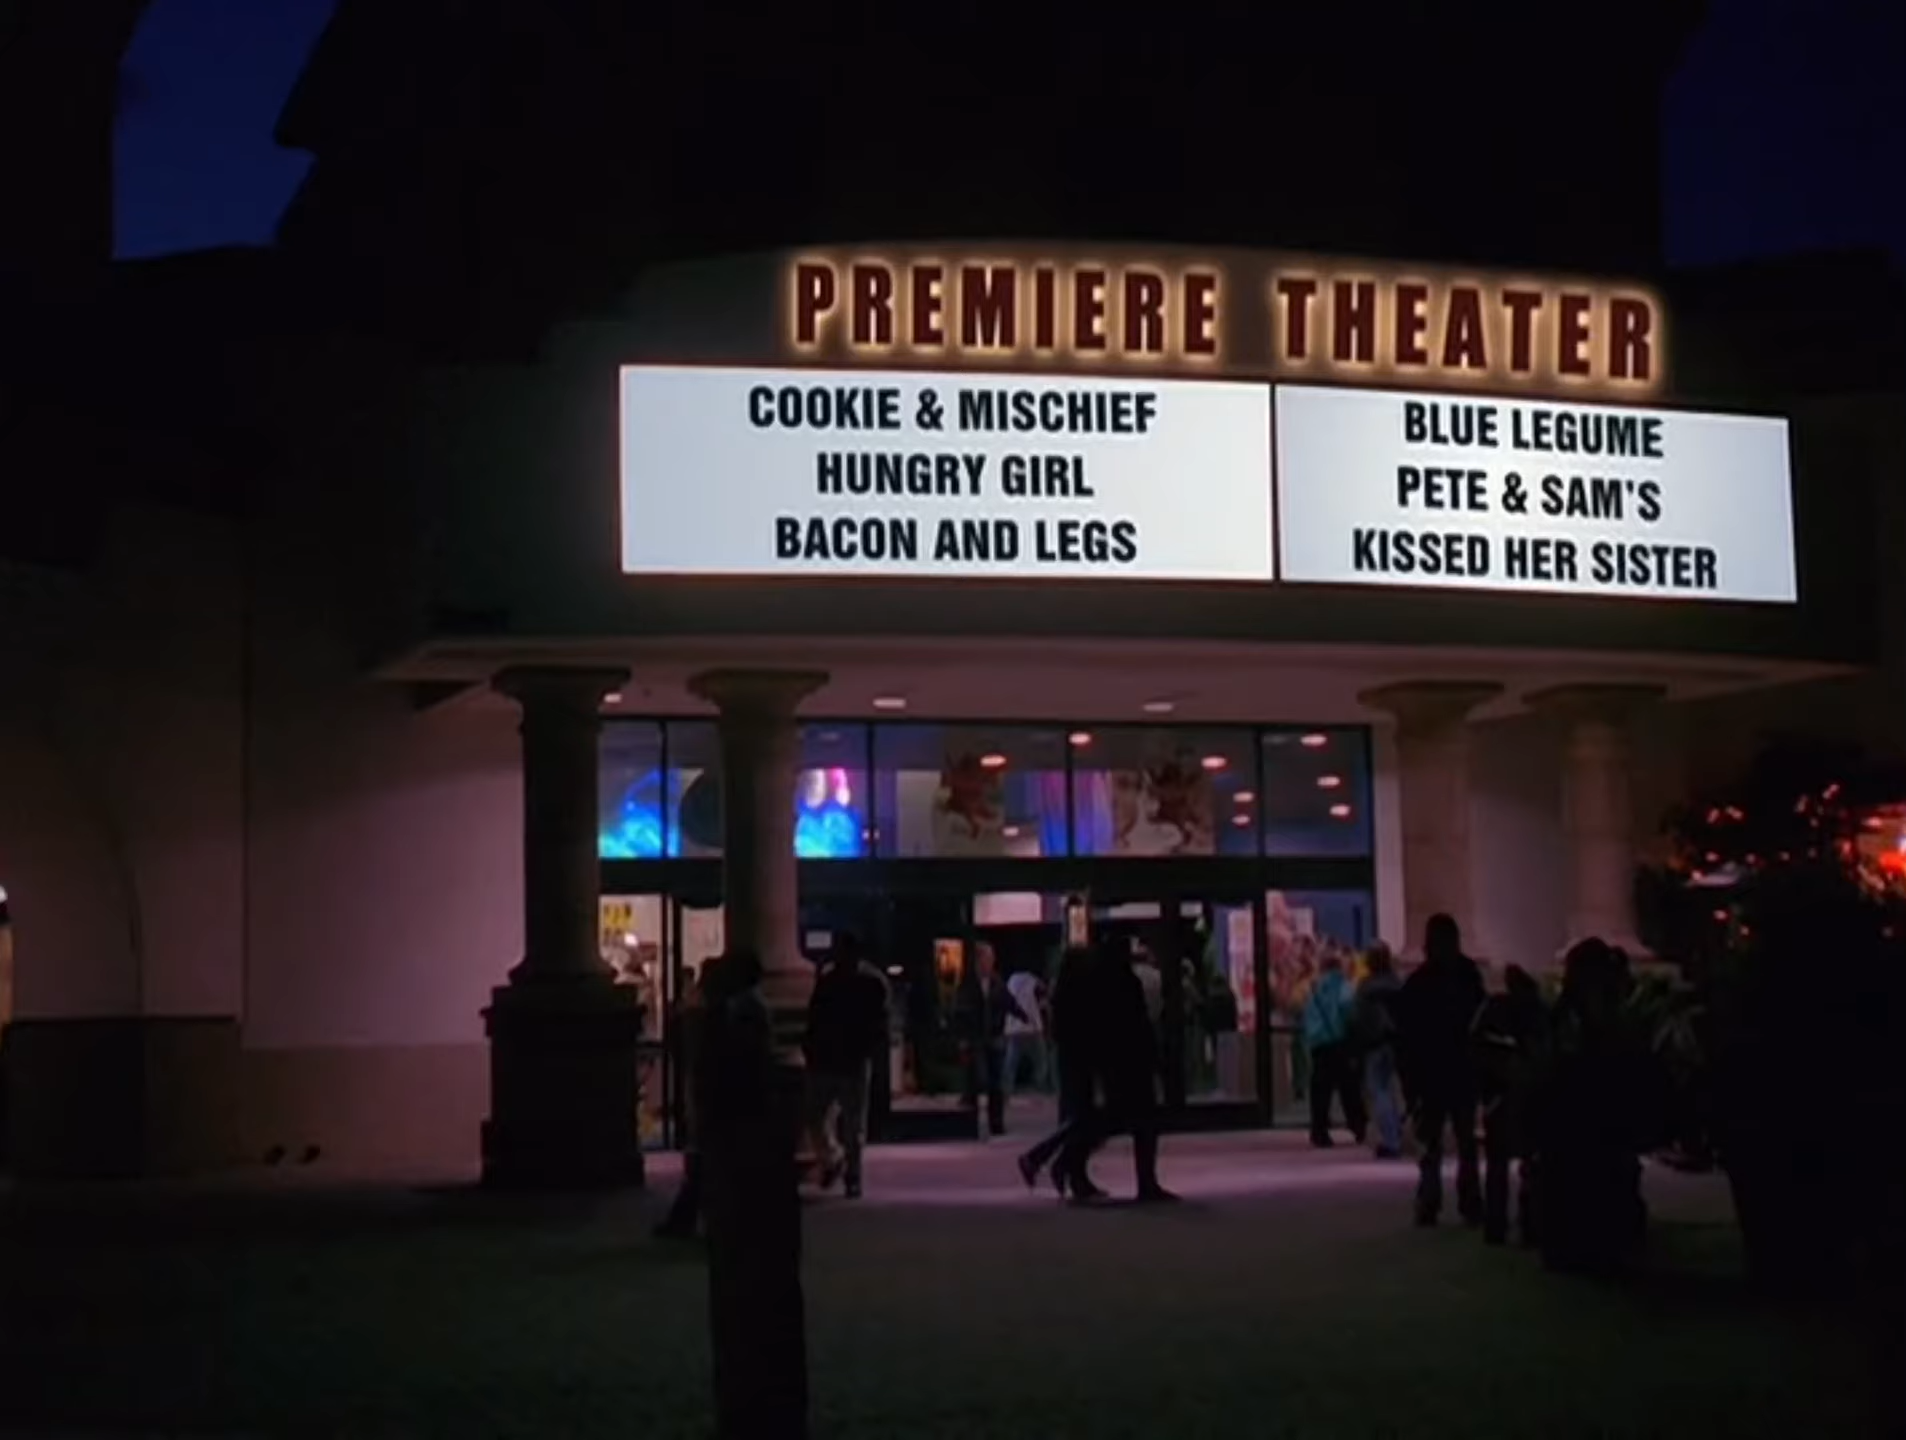 PREMIERE THEATER
COOKIE & MISCHIEF
HUNGRY GIRL
BACON AND LEGS
BLUE LEGUME
PETE & SAM'S
KISSED HER SISTER